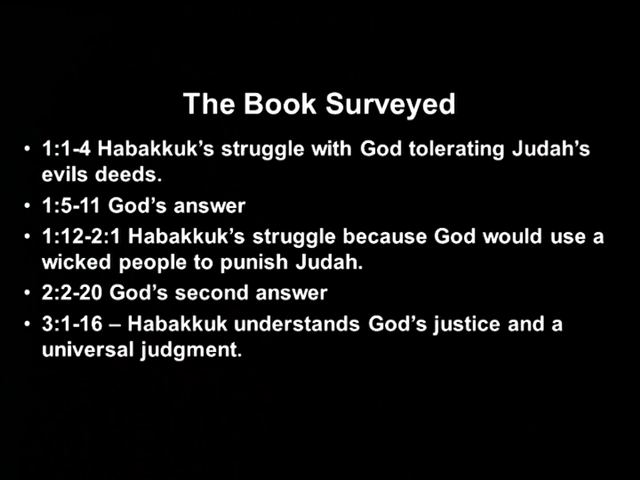 The Book Surveyed
• 1:1-4 Habakkuk's struggle with God tolerating Judah's
evils deeds.
• 1:5-11 God's answer
• 1:12-2:1 Habakkuk's struggle because God would use a
wicked people to punish Judah.
• 2:2-20 God's second answer
• 3:1-16 – Habakkuk understands God's justice and a
universal judgment.